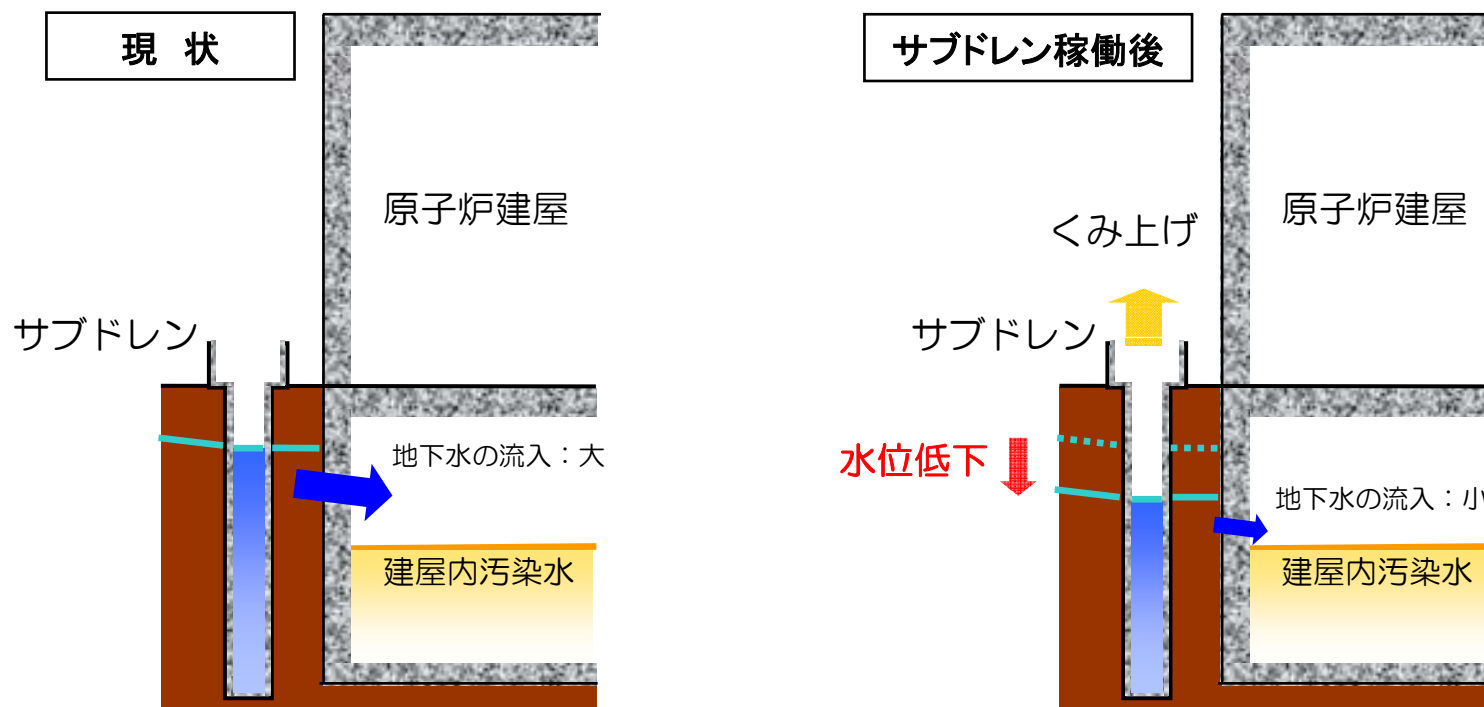 現 状
原子炉建屋
サブドレン
地下水の流入：大
建屋内汚染水
サブドレン稼働後
原子炉建屋
くみ上げ
サブドレン
水位低下
地下水の流入：小
建屋内汚染水